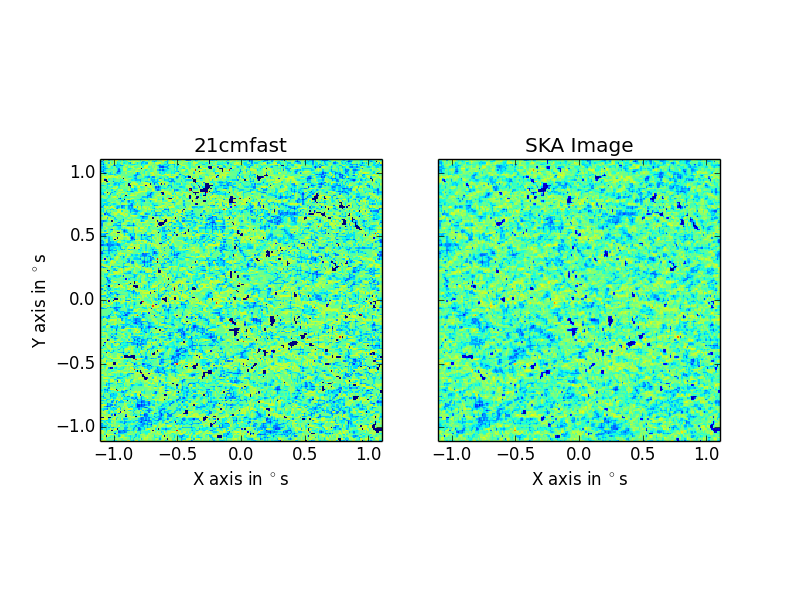 21cmfast
SKA Image
1.0
0.5
0.0
−0.5
−1.0
Y axis in °s
−1.0 −0.5 0.0 0.5 1.0
−1.0 −0.5 0.0 0.5 1.0
X axis in °s
X axis in °s